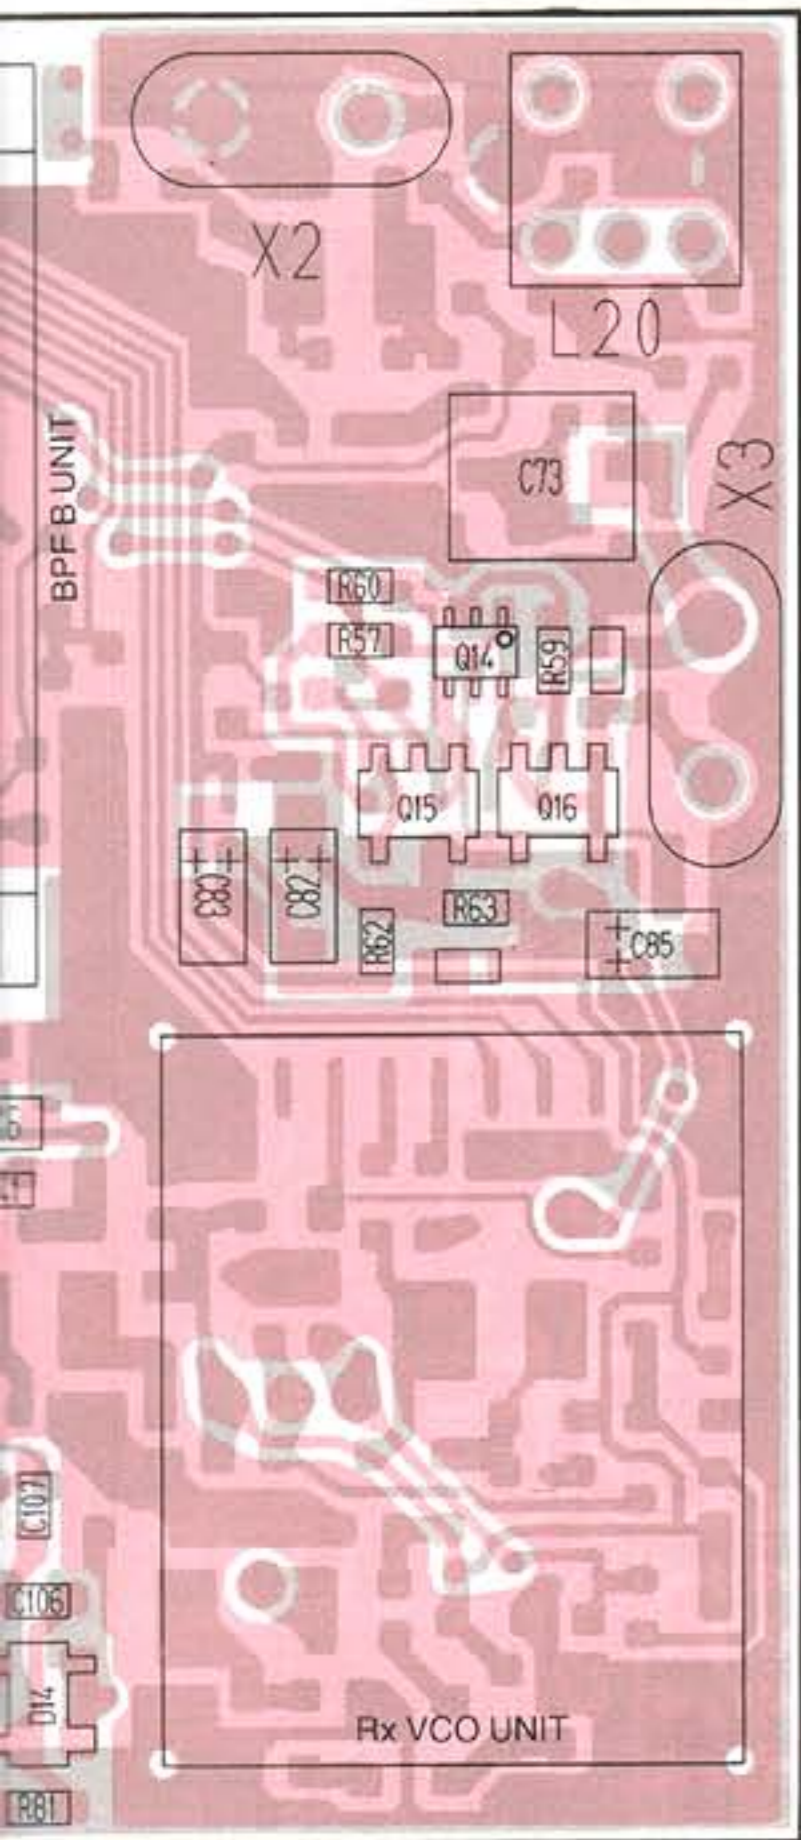 X2
L20
BPF B UNIT
C73
X3
R60
R57
Q14
R59
Q15
Q16
C83
C82
R62
R63
C85
C107
C106
D14
Rx VCO UNIT
R81